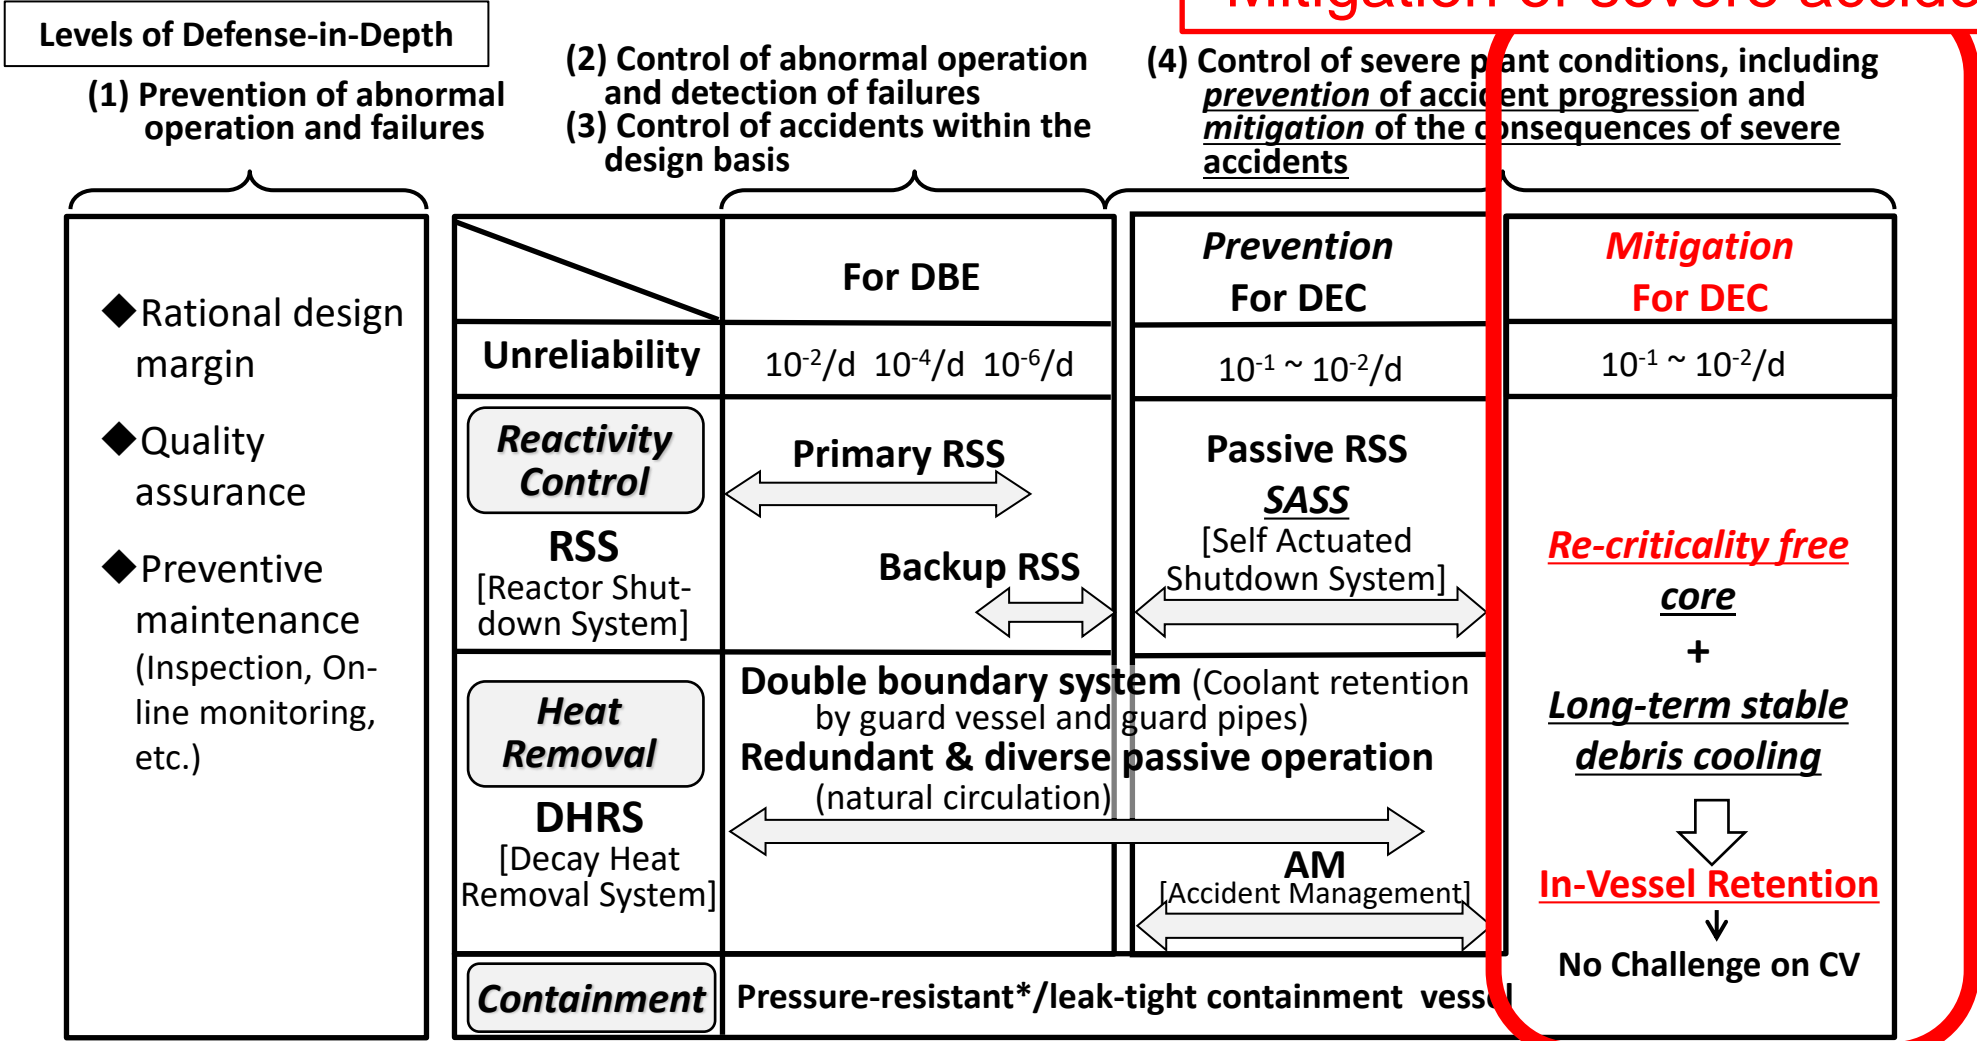 Mitigation of severe
Levels of Defense-in-Depth
(1) Prevention of abnormal
operation and failures
(2) Control of abnormal operation
and detection of failures
(3) Control of accidents within the
design basis
(4) Control of severe plant conditions, including
prevention of accident progression and
mitigation of the consequences of severe
accidents
◆Rational design
margin
◆Quality
assurance
◆Preventive
maintenance
(Inspection, On-
line monitoring,
etc.)
For DBE
Prevention
For DEC
Mitigation
For DEC
Unreliability
10-2/d 10-4/d 10-6/d
10-1 ~ 10-2/d
10-1 ~ 10-2/d
Reactivity
Control
RSS
[Reactor Shut-
down System]
Primary RSS
Backup RSS
Passive RSS
SASS
[Self Actuated
Shutdown System]
Heat
Removal
DHRS
[Decay Heat
Removal System]
Double boundary system (Coolant retention
by guard vessel and guard pipes)
Redundant & diverse passive operation
(natural circulation)
AM
[Accident Management]
Re-criticality free
core
+
Long-term stable
debris cooling
In-Vessel Retention
No Challenge on CV
Containment
Pressure-resistant*/leak-tight containment vessel